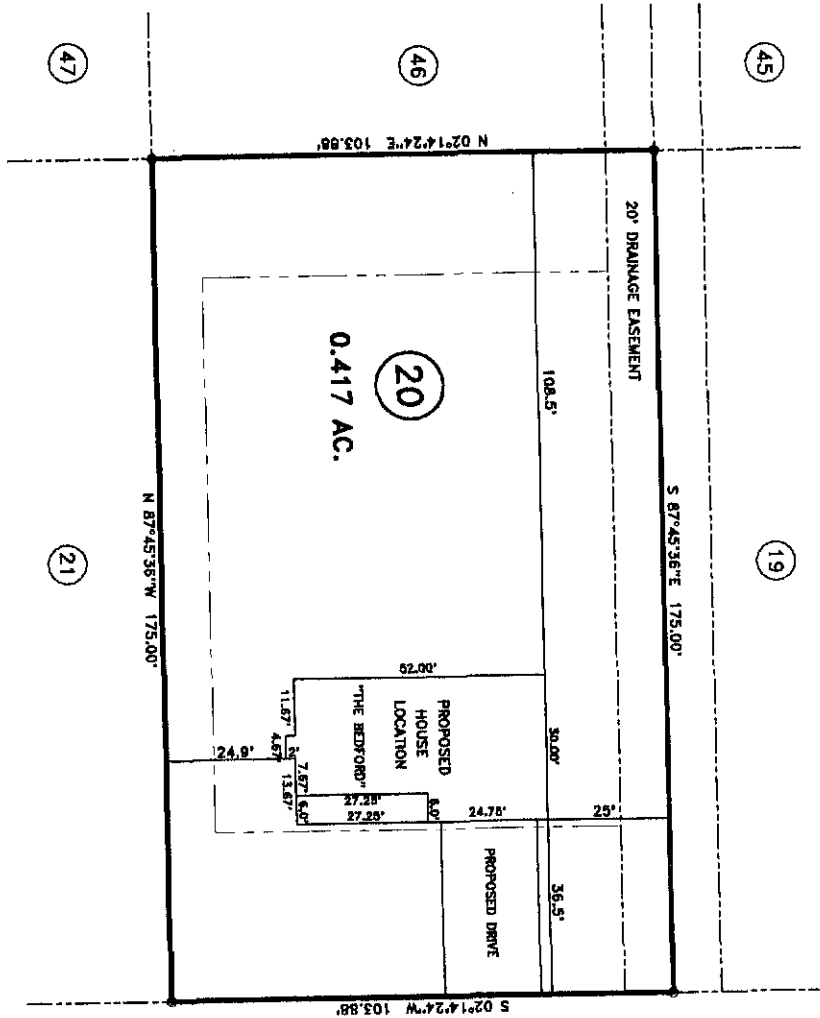 47
46
45
N 02°14'24"E 103.88'
20' DRAINAGE EASEMENT
20
0.417 AC.
108.5'
S 87°45'36"E 175.00'
19
N 87°45'36"W 175.00'
21
52.00'
11.67'
4.67'
2'
7.67'
13.67'
24.9'
PROPOSED
HOUSE
LOCATION
"THE BEDFORD"
30.00'
27.25'
27.25'
6.0'
6.0'
24.75'
25'
PROPOSED DRIVE
36.5'
S 02°14'24"W 103.88'